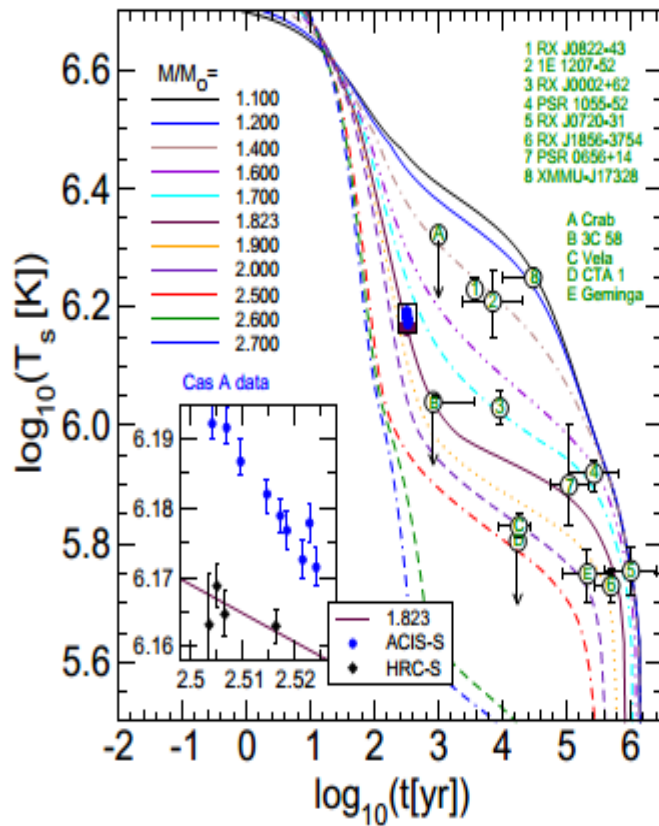 log₁₀(T_s [K])
6.6
6.4
6.2
6.0
5.8
5.6
M/M_o=
1.100
1.200
1.400
1.600
1.700
1.823
1.900
2.000
2.500
2.600
2.700
1 RX J0822-43
2 1E 1207-52
3 RX J0002+62
4 PSR 1055-52
5 RX J0720-31
6 RX J1856-3754
7 PSR 0656+14
8 XMMU-J17328
A Crab
B 3C 58
C Vela
D CTA 1
E Geminga
A
1
2
8
B
3
4
7
C
D
E
6
5
Cas A data
6.19
6.18
6.17
6.16
2.5 2.51 2.52
1.823
ACIS-S
HRC-S
-2 -1 0 1 2 3 4 5 6
log₁₀(t[yr])